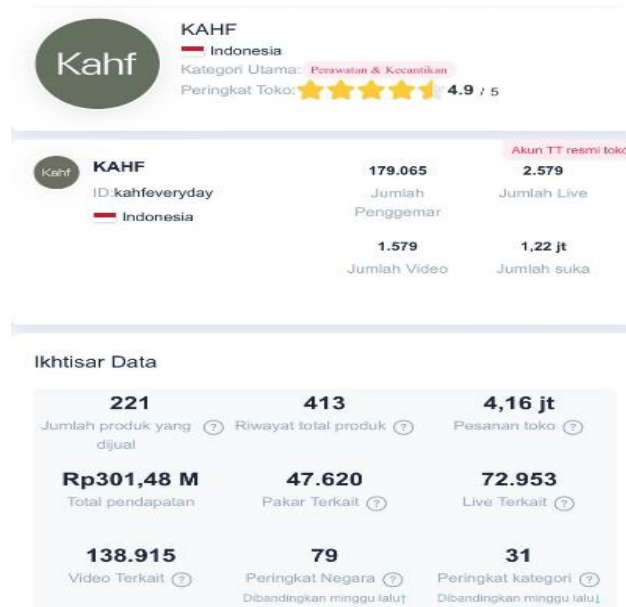 Kahf
KAHF
Indonesia
Kategori Utama: Perawatan & Kecantikan
Peringkat Toko: 4.9 / 5
Akun TT resmi toko
Kahf
KAHF
ID:kahfeveryday
Indonesia
179.065
Jumlah
Penggemar
2.579
Jumlah Live
1.579
Jumlah Video
1,22 jt
Jumlah suka
Ikhtisar Data
221
Jumlah produk yang
dijual
413
Riwayat total produk
4,16 jt
Pesanan toko
Rp301,48 M
Total pendapatan
47.620
Pakar Terkait
72.953
Live Terkait
138.915
Video Terkait
79
Peringkat Negara
Dibandingkan minggu lalu↑
31
Peringkat kategori
Dibandingkan minggu lalu↓